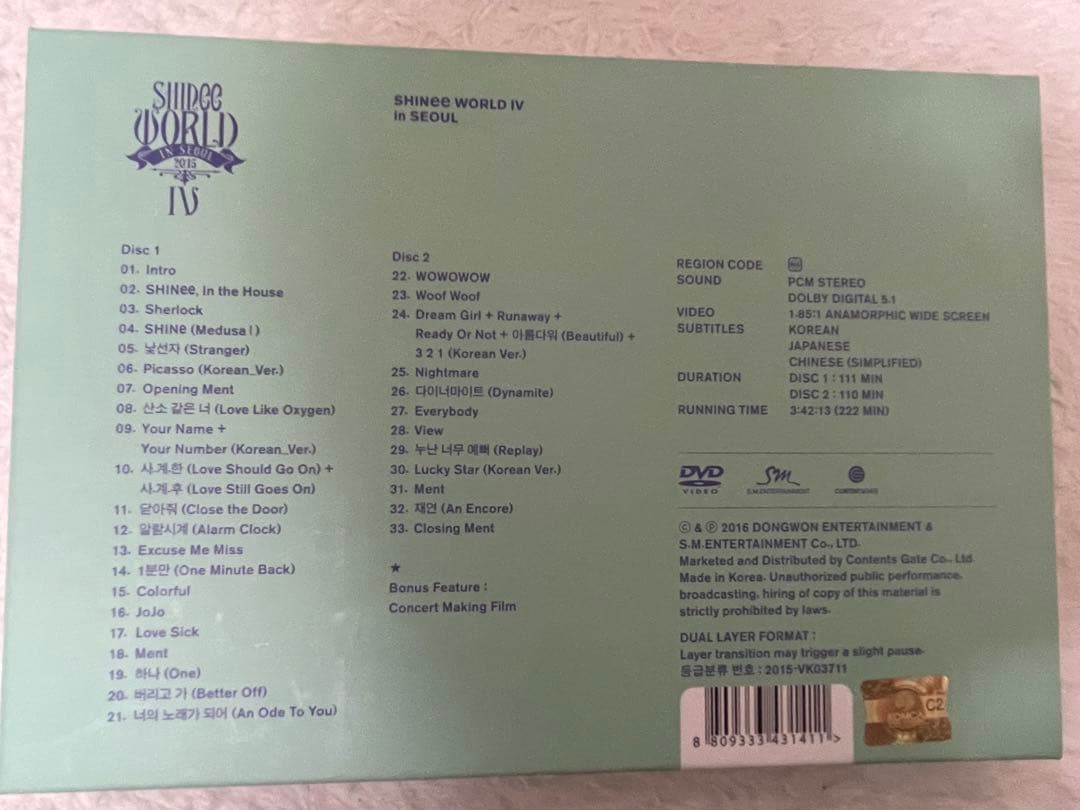 SHINee
WORLD
IN SEOUL
2015
IV
SHINee WORLD IV
in SEOUL
Disc 1
01. Intro
02. SHINee, in the House
03. Sherlock
04. SHINe (Medusa I)
05. 낯선자 (Stranger)
06. Picasso (Korean_Ver.)
07. Opening Ment
08. 산소 같은 너 (Love Like Oxygen)
09. Your Name +
Your Number (Korean_Ver.)
10. 사.계.한 (Love Should Go On) +
사.계.후 (Love Still Goes On)
11. 닫아줘 (Close the Door)
12. 알람시계 (Alarm Clock)
13. Excuse Me Miss
14. 1분만 (One Minute Back)
15. Colorful
16. JoJo
17. Love Sick
18. Ment
19. 하나 (One)
20. 버리고 가 (Better Off)
21. 너의 노래가 되어 (An Ode To You)
Disc 2
22. WOWOWOW
23. Woof Woof
24. Dream Girl + Runaway +
Ready Or Not + 아름다워 (Beautiful) +
3 2 1 (Korean Ver.)
25. Nightmare
26. 다이너마이트 (Dynamite)
27. Everybody
28. View
29. 누난 너무 예뻐 (Replay)
30. Lucky Star (Korean Ver.)
31. Ment
32. 재연 (An Encore)
33. Closing Ment
★
Bonus Feature :
Concert Making Film
REGION CODE
SOUND PCM STEREO
DOLBY DIGITAL 5.1
VIDEO 1.85:1 ANAMORPHIC WIDE SCREEN
SUBTITLES KOREAN
JAPANESE
CHINESE (SIMPLIFIED)
DURATION DISC 1 : 111 MIN
DISC 2 : 110 MIN
RUNNING TIME 3:42:13 (222 MIN)
DVD VIDEO
SM S.M.ENTERTAINMENT
© & ℗ 2016 DONGWON ENTERTAINMENT &
S.M.ENTERTAINMENT Co., LTD.
Marketed and Distributed by Contents Gate Co., Ltd.
Made in Korea. Unauthorized public performance,
broadcasting, hiring of copy of this material is
strictly prohibited by laws.
DUAL LAYER FORMAT :
Layer transition may trigger a slight pause.
등급분류 번호 : 2015-VK03711
8 809333 431411 >
C2